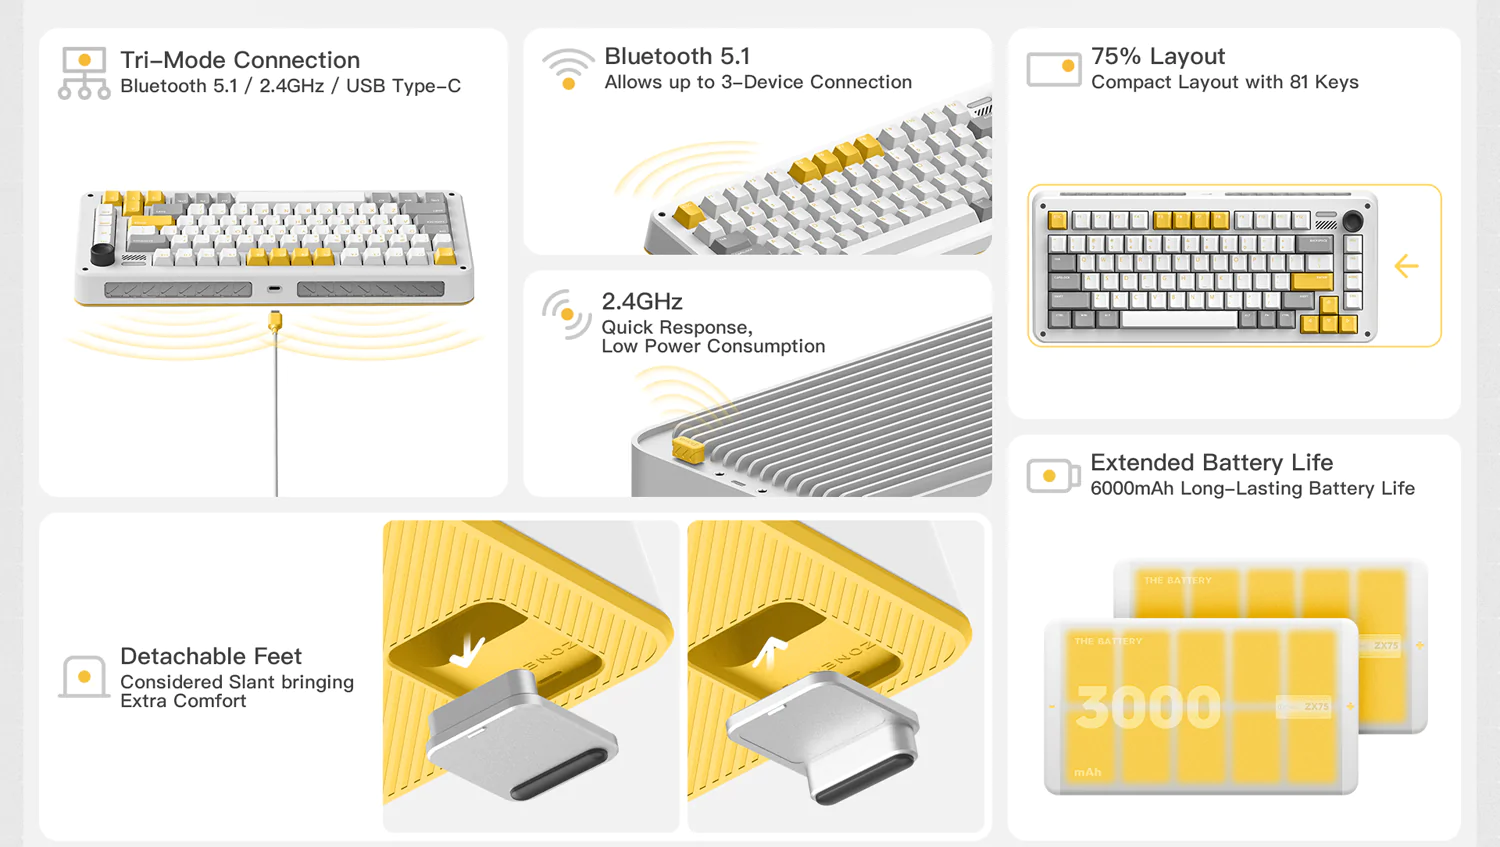 Tri-Mode Connection
Bluetooth 5.1 / 2.4GHz / USB Type-C
Bluetooth 5.1
Allows up to 3-Device Connection
75% Layout
Compact Layout with 81 Keys
2.4GHz
Quick Response,
Low Power Consumption
Extended Battery Life
6000mAh Long-Lasting Battery Life
Detachable Feet
Considered Slant bringing
Extra Comfort
ZONE
ZONE
THE BATTERY
ZX75
THE BATTERY
3000
ZX75
mAh